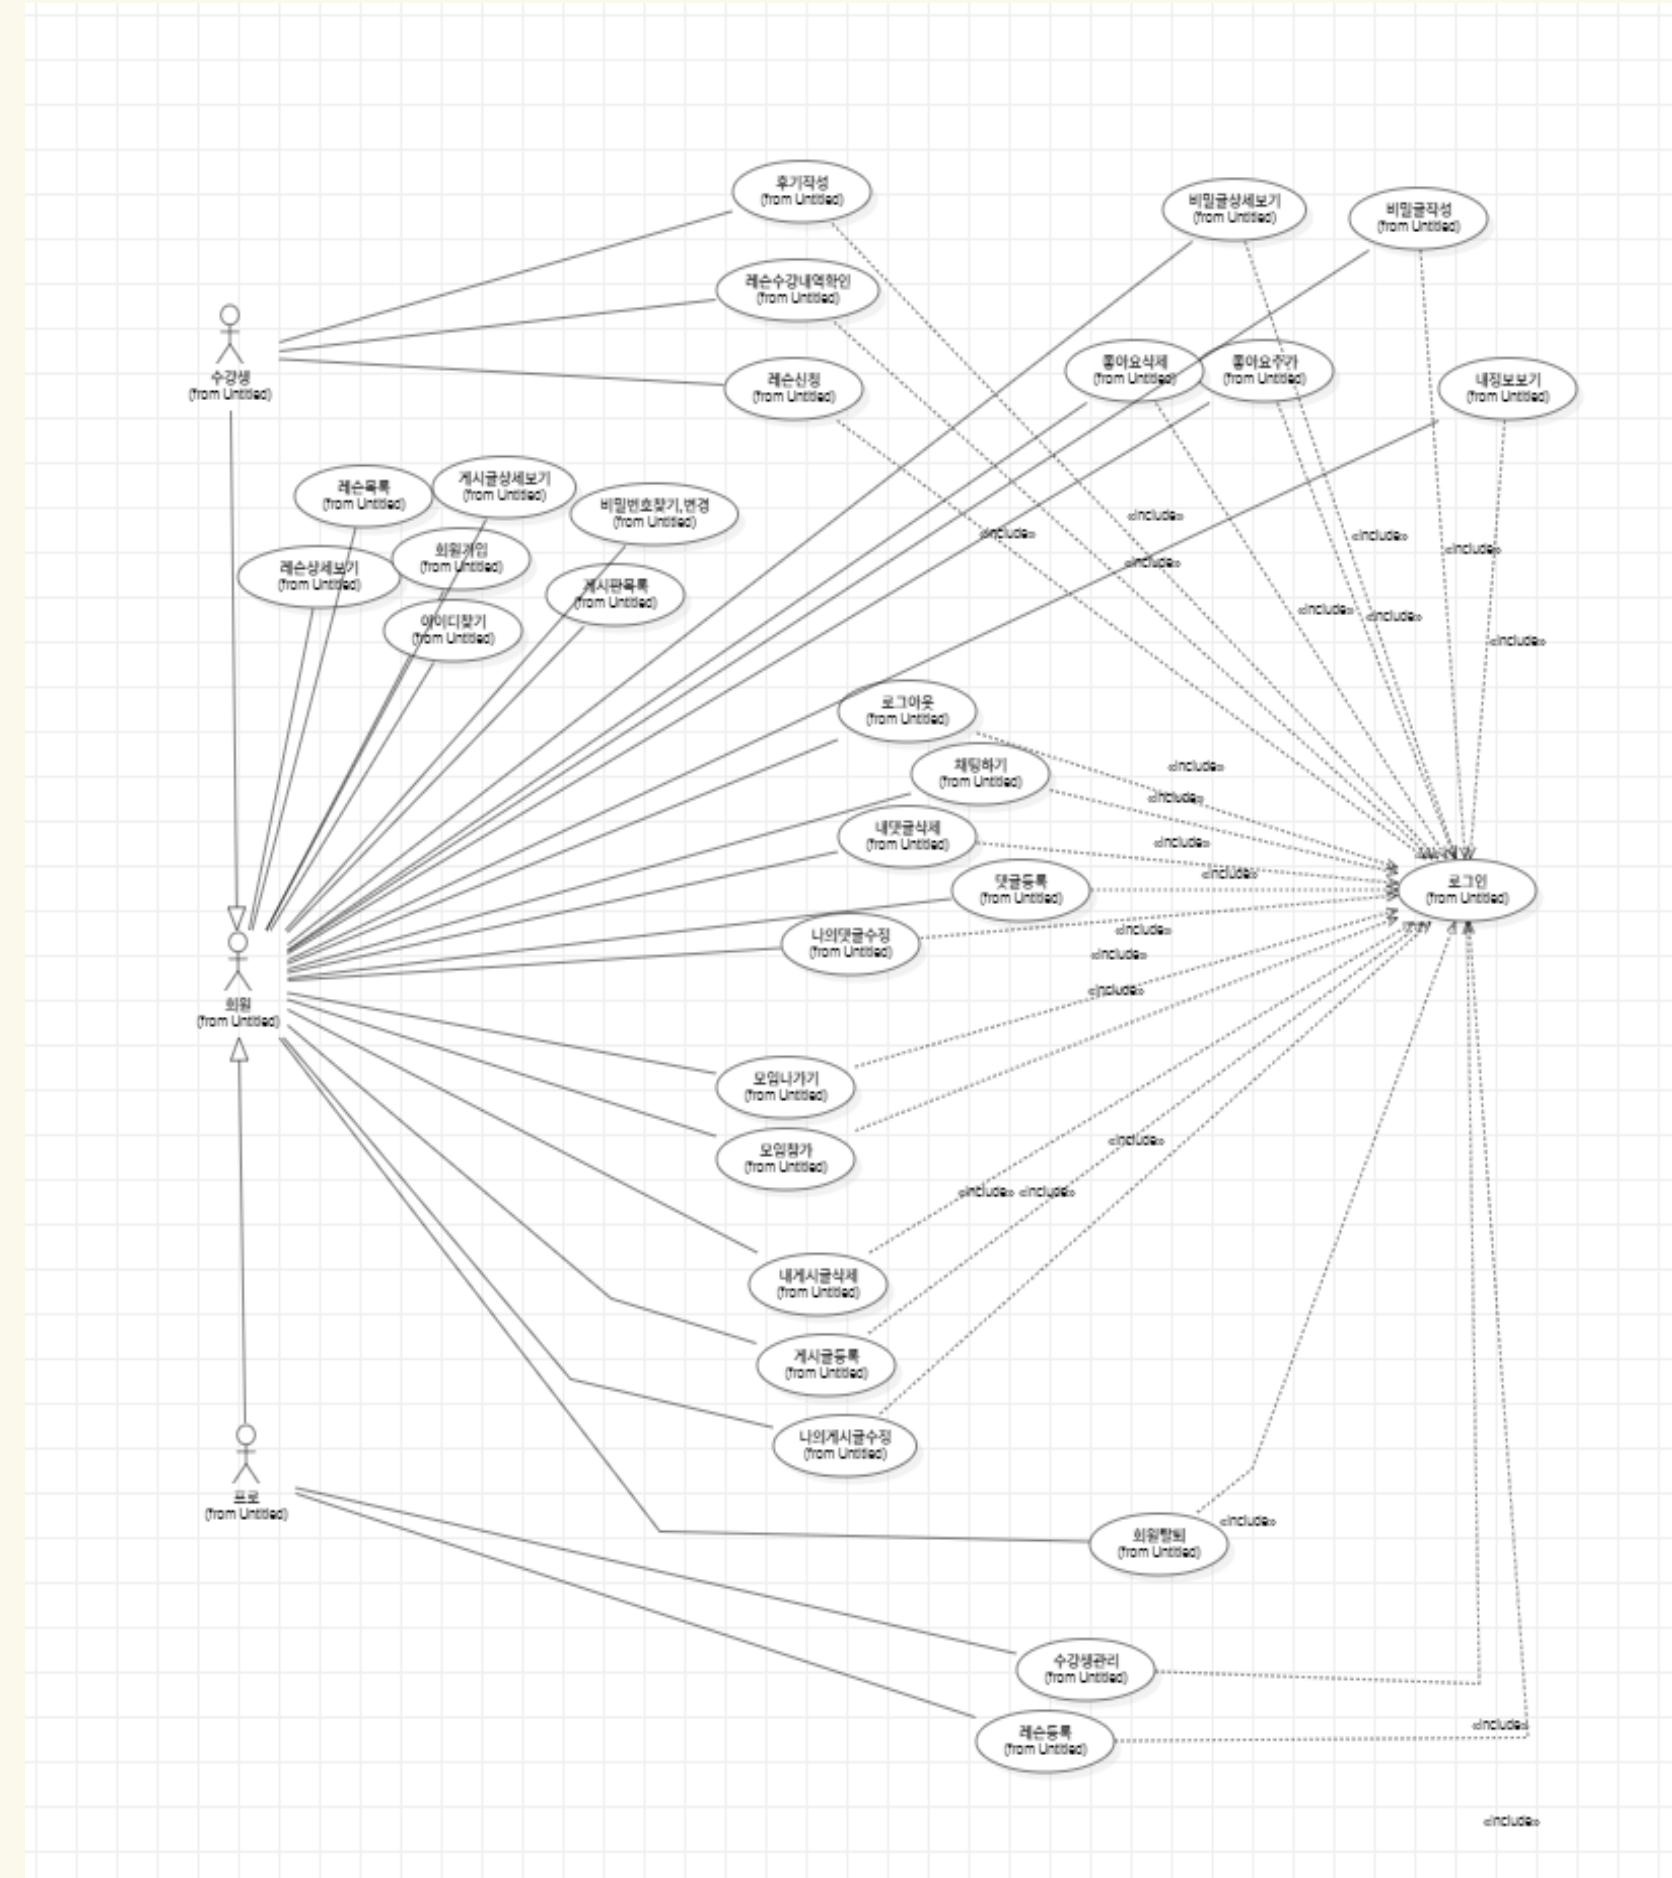 후기작성
(from Untitled)
비밀글상세보기
(from Untitled)
비밀글작성
(from Untitled)
레슨수강내역확인
(from Untitled)
수강생
(from Untitled)
레슨신청
(from Untitled)
좋아요삭제
(from Untitled)
좋아요추가
(from Untitled)
내정보보기
(from Untitled)
레슨목록
(from Untitled)
게시글상세보기
(from Untitled)
비밀번호찾기,변경
(from Untitled)
레슨상세보기
(from Untitled)
회원가입
(from Untitled)
게시판목록
(from Untitled)
아이디찾기
(from Untitled)
«include»
«include»
«include»
«include»
«include»
«include»
«include»
«include»
로그아웃
(from Untitled)
«include»
채팅하기
(from Untitled)
«include»
내댓글삭제
(from Untitled)
«include»
댓글등록
(from Untitled)
«include»
로그인
(from Untitled)
나의댓글수정
(from Untitled)
«include»
«include»
«include»
회원
(from Untitled)
모임나가기
(from Untitled)
모임참가
(from Untitled)
«include»
«include» «include»
내게시글삭제
(from Untitled)
게시글등록
(from Untitled)
나의게시글수정
(from Untitled)
프로
(from Untitled)
회원탈퇴
(from Untitled)
«include»
수강생관리
(from Untitled)
레슨등록
(from Untitled)
«include»
«include»